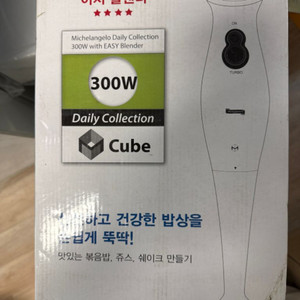 Michelangelo Daily Collection
300W with EASY Blender
300W
Daily Collection
Cube
하고 건강한 밥상을
쉽게 뚝딱!
맛있는 볶음밥, 쥬스, 쉐이크 만들기
ON
TURBO